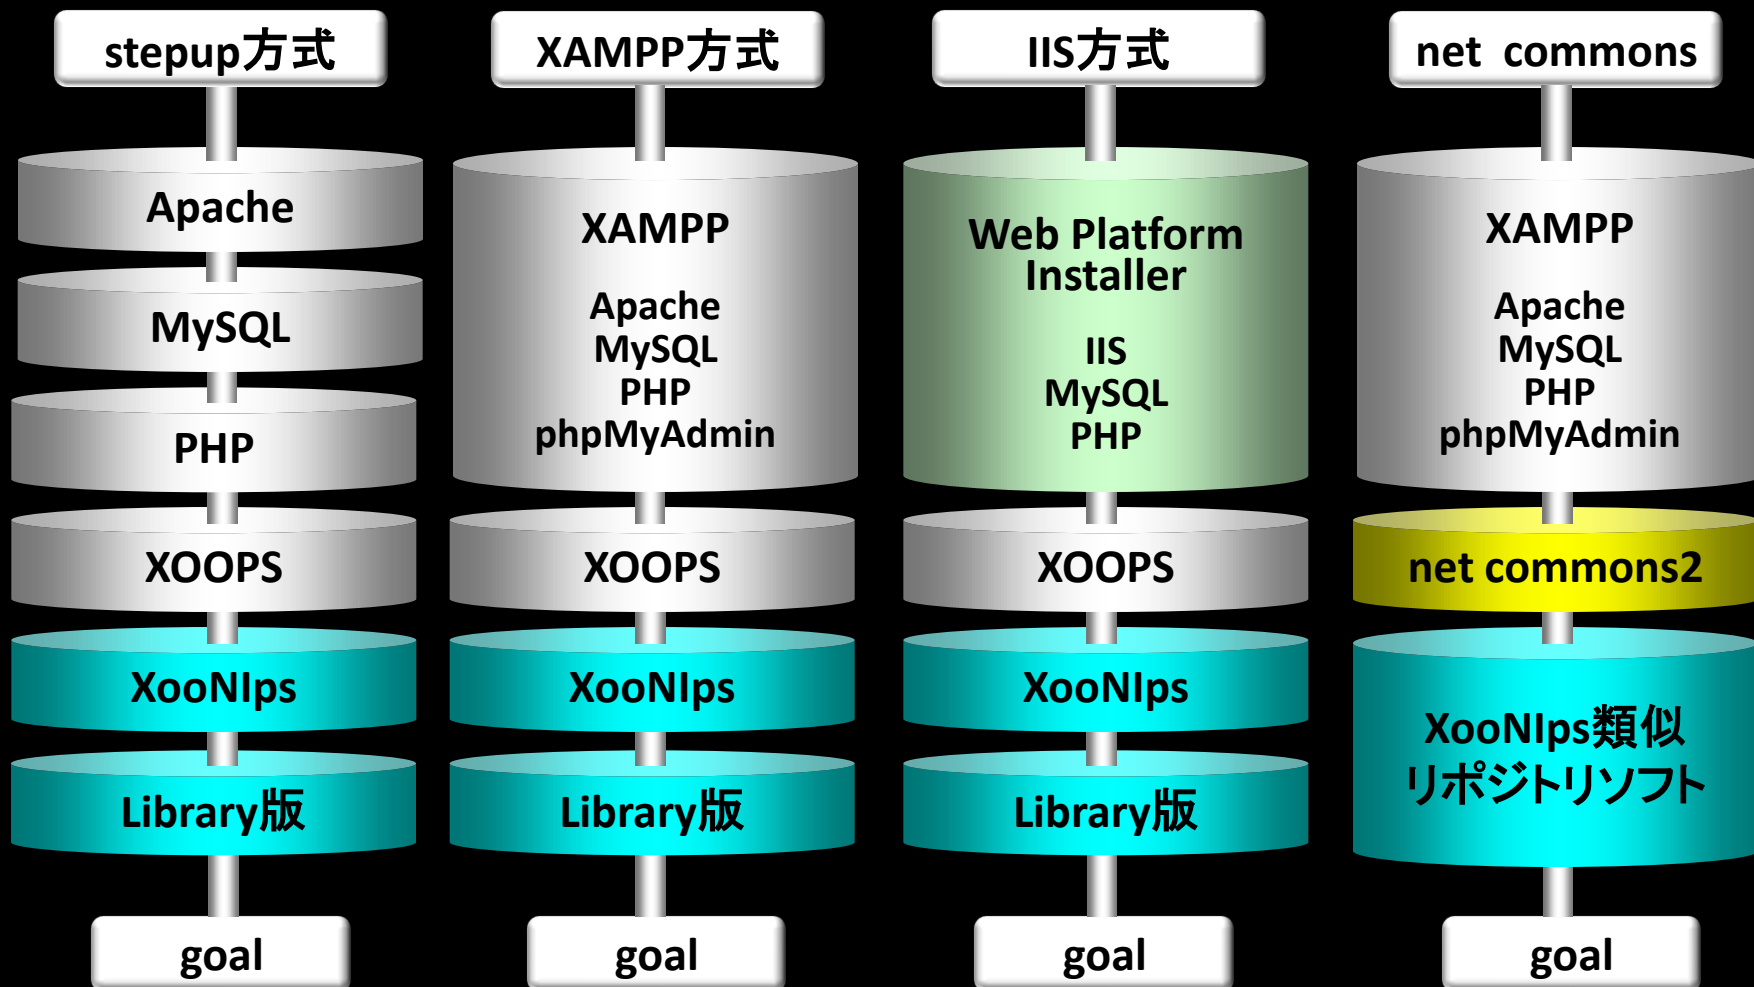 stepup方式
Apache
MySQL
PHP
XOOPS
XooNIps
Library版
goal
XAMPP方式
XAMPP
Apache
MySQL
PHP
phpMyAdmin
XOOPS
XooNIps
Library版
goal
IIS方式
Web Platform
Installer
IIS
MySQL
PHP
XOOPS
XooNIps
Library版
goal
net commons
XAMPP
Apache
MySQL
PHP
phpMyAdmin
net commons2
XooNIps類似
リポジトリソフト
goal